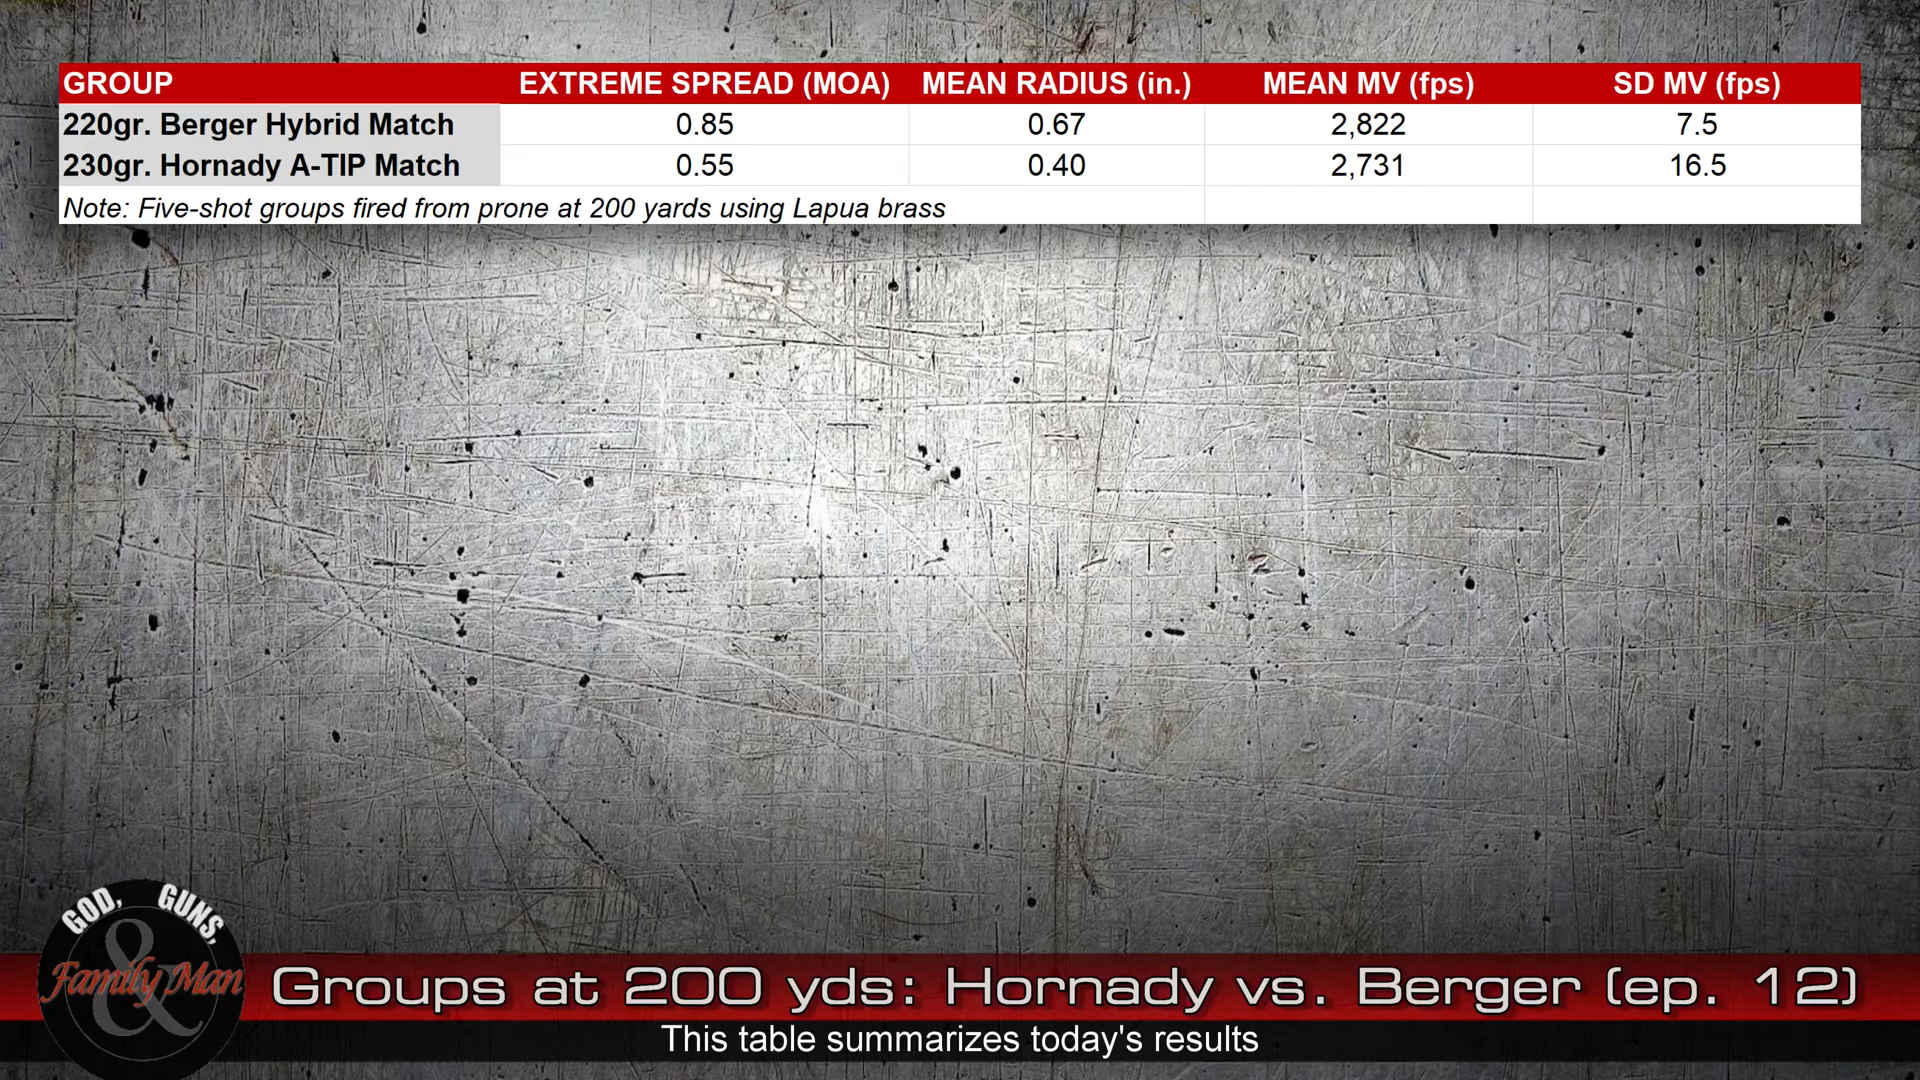 GROUP EXTREME SPREAD (MOA) MEAN RADIUS (in.) MEAN MV (fps) SD MV (fps)
220gr. Berger Hybrid Match 0.85 0.67 2,822 7.5
230gr. Hornady A-TIP Match 0.55 0.40 2,731 16.5
Note: Five-shot groups fired from prone at 200 yards using Lapua brass
GOD, GUNS,
&
Family Man
Groups at 200 yds: Hornady vs. Berger (ep. 12)
This table summarizes today's results